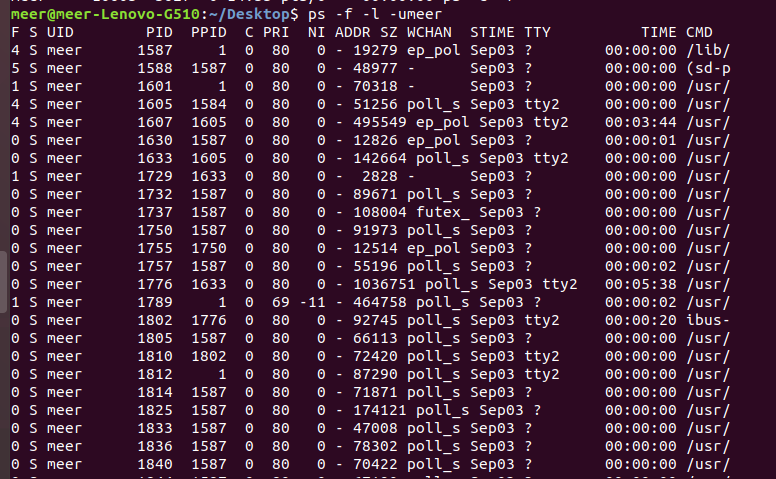 meer@meer-Lenovo-G510:~/Desktop$ ps -f -l -umeer
F S UID PID PPID C PRI NI ADDR SZ WCHAN STIME TTY TIME CMD
4 S meer 1587 1 0 80 0 - 19279 ep_pol Sep03 ? 00:00:00 /lib/
5 S meer 1588 1587 0 80 0 - 48977 - Sep03 ? 00:00:00 (sd-p
1 S meer 1601 1 0 80 0 - 70318 - Sep03 ? 00:00:00 /usr/
4 S meer 1605 1584 0 80 0 - 51256 poll_s Sep03 tty2 00:00:00 /usr/
4 S meer 1607 1605 0 80 0 - 495549 ep_pol Sep03 tty2 00:03:44 /usr/
0 S meer 1630 1587 0 80 0 - 12826 ep_pol Sep03 ? 00:00:01 /usr/
0 S meer 1633 1605 0 80 0 - 142664 poll_s Sep03 tty2 00:00:00 /usr/
1 S meer 1729 1633 0 80 0 - 2828 - Sep03 ? 00:00:00 /usr/
0 S meer 1732 1587 0 80 0 - 89671 poll_s Sep03 ? 00:00:00 /usr/
0 S meer 1737 1587 0 80 0 - 108004 futex_ Sep03 ? 00:00:00 /usr/
0 S meer 1750 1587 0 80 0 - 91973 poll_s Sep03 ? 00:00:00 /usr/
0 S meer 1755 1750 0 80 0 - 12514 ep_pol Sep03 ? 00:00:00 /usr/
0 S meer 1757 1587 0 80 0 - 55196 poll_s Sep03 ? 00:00:02 /usr/
0 S meer 1776 1633 0 80 0 - 1036751 poll_s Sep03 tty2 00:05:38 /usr/
1 S meer 1789 1 0 69 -11 - 464758 poll_s Sep03 ? 00:00:02 /usr/
0 S meer 1802 1776 0 80 0 - 92745 poll_s Sep03 tty2 00:00:20 ibus-
0 S meer 1805 1587 0 80 0 - 66113 poll_s Sep03 ? 00:00:00 /usr/
0 S meer 1810 1802 0 80 0 - 72420 poll_s Sep03 tty2 00:00:00 /usr/
0 S meer 1812 1 0 80 0 - 87290 poll_s Sep03 tty2 00:00:00 /usr/
0 S meer 1814 1587 0 80 0 - 71871 poll_s Sep03 ? 00:00:00 /usr/
0 S meer 1825 1587 0 80 0 - 174121 poll_s Sep03 ? 00:00:00 /usr/
0 S meer 1833 1587 0 80 0 - 47008 poll_s Sep03 ? 00:00:00 /usr/
0 S meer 1836 1587 0 80 0 - 78302 poll_s Sep03 ? 00:00:00 /usr/
0 S meer 1840 1587 0 80 0 - 70422 poll_s Sep03 ? 00:00:00 /usr/